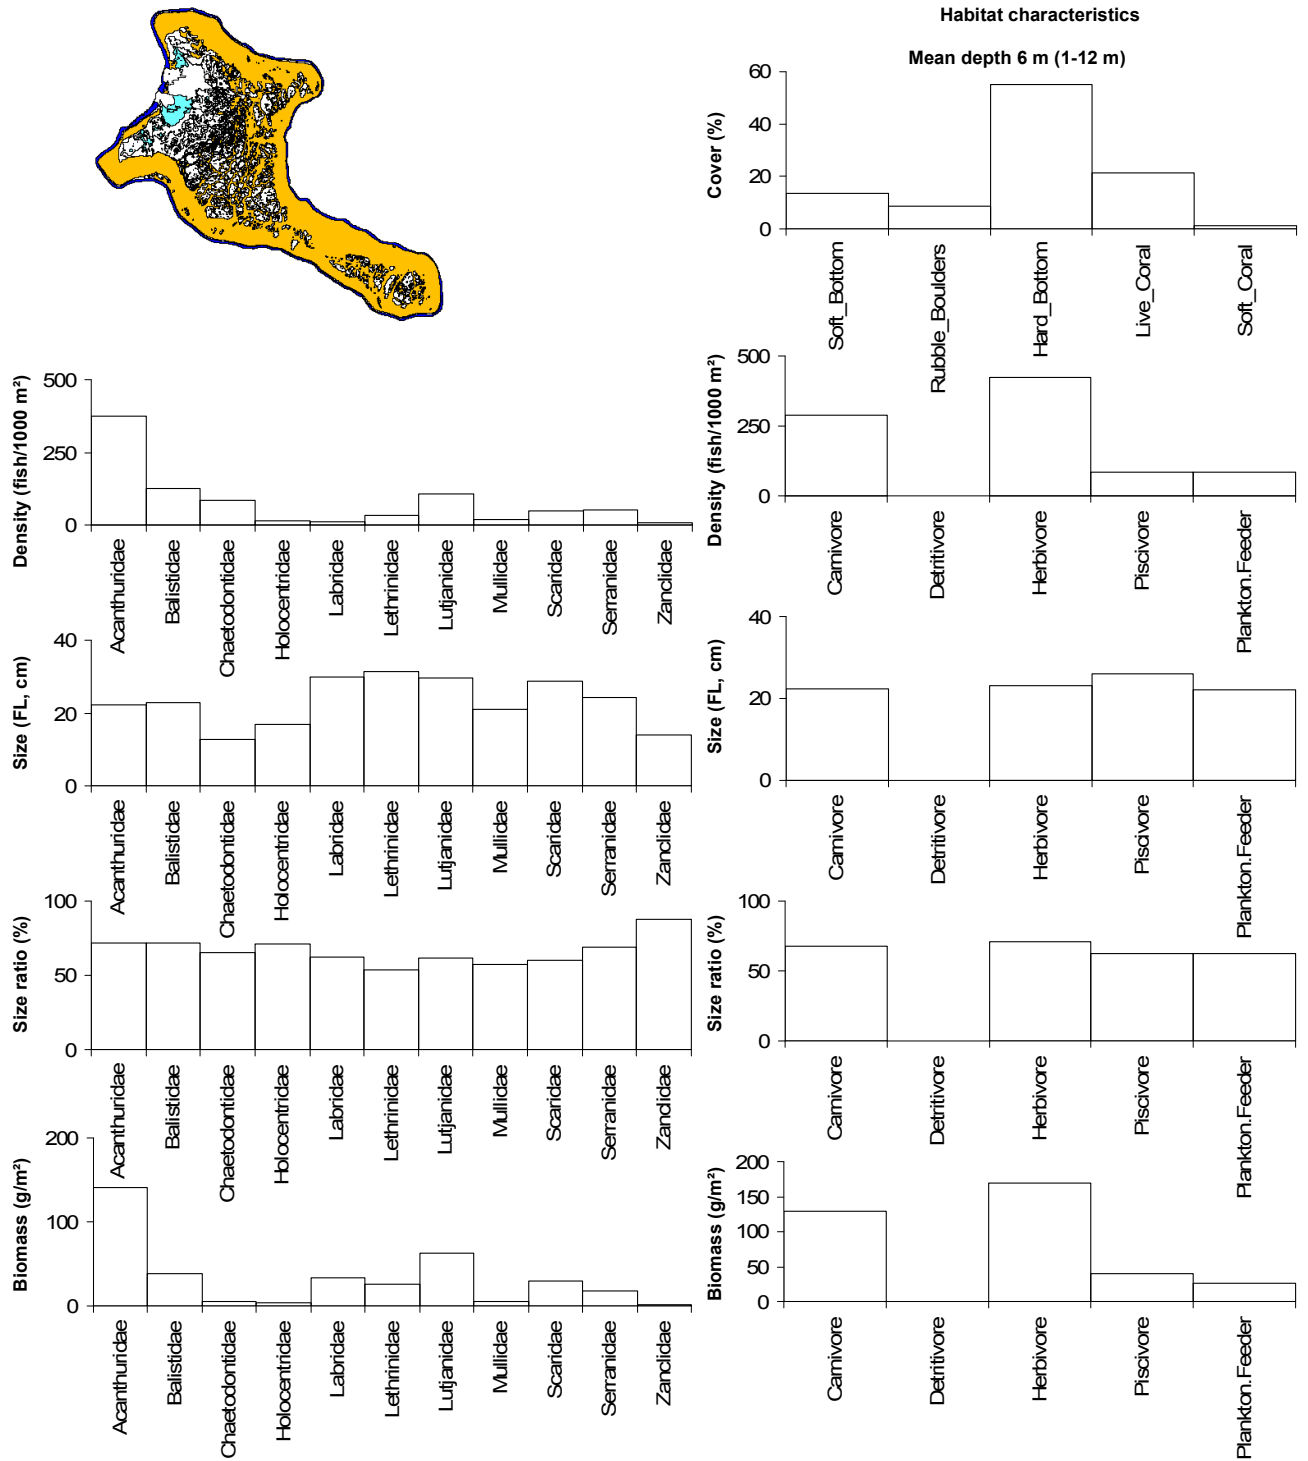 Habitat characteristics
Mean depth 6 m (1-12 m)
Cover (%)
60
40
20
0
Soft_Bottom
Rubble_Boulders
Hard_Bottom
Live_Coral
Soft_Coral
Density (fish/1000 m²)
500
250
0
Acanthuridae
Balistidae
Chaetodontidae
Holocentridae
Labridae
Lethrinidae
Lutjanidae
Mullidae
Scaridae
Serranidae
Zanclidae
Density (fish/1000 m²)
500
250
0
Carnivore
Detritivore
Herbivore
Piscivore
Plankton.Feeder
Size (FL, cm)
40
20
0
Acanthuridae
Balistidae
Chaetodontidae
Holocentridae
Labridae
Lethrinidae
Lutjanidae
Mullidae
Scaridae
Serranidae
Zanclidae
Size (FL, cm)
40
20
0
Carnivore
Detritivore
Herbivore
Piscivore
Plankton.Feeder
Size ratio (%)
100
50
0
Acanthuridae
Balistidae
Chaetodontidae
Holocentridae
Labridae
Lethrinidae
Lutjanidae
Mullidae
Scaridae
Serranidae
Zanclidae
Size ratio (%)
100
50
0
Carnivore
Detritivore
Herbivore
Piscivore
Plankton.Feeder
Biomass (g/m²)
200
100
0
Acanthuridae
Balistidae
Chaetodontidae
Holocentridae
Labridae
Lethrinidae
Lutjanidae
Mullidae
Scaridae
Serranidae
Zanclidae
Biomass (g/m²)
200
150
100
50
0
Carnivore
Detritivore
Herbivore
Piscivore
Plankton.Feeder